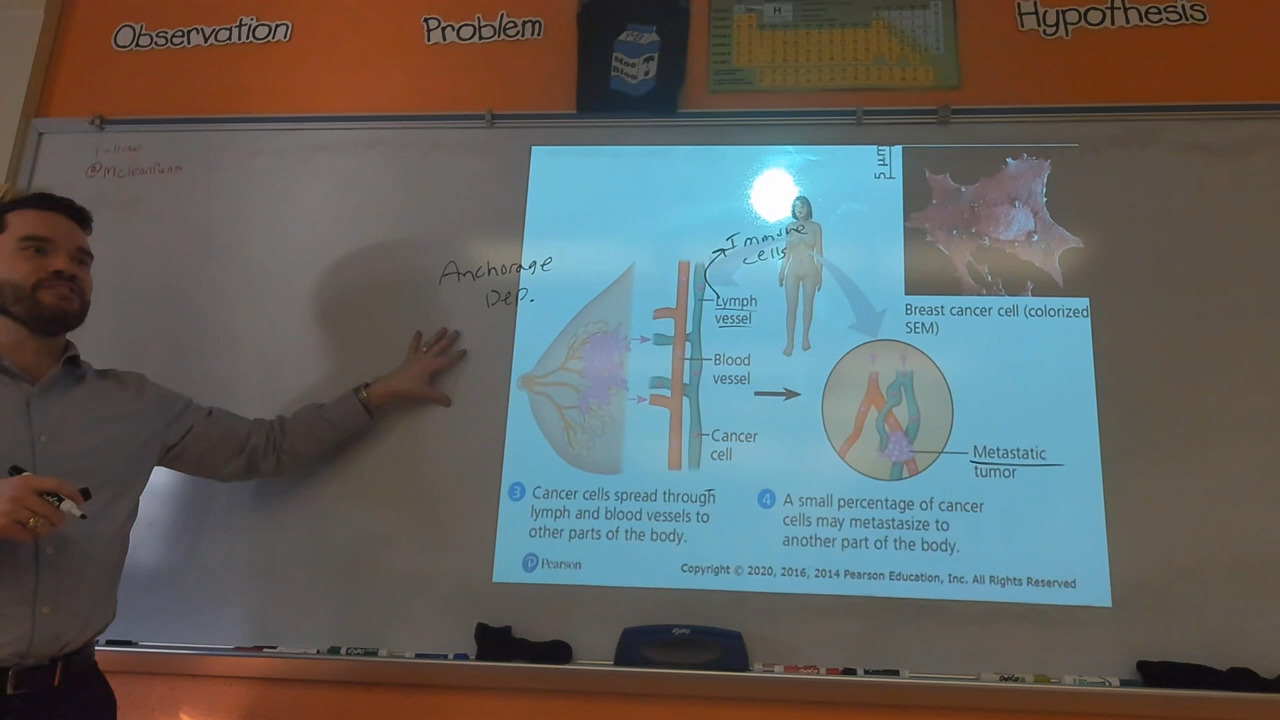 Observation
Problem
Hypothesis
Moo
H
@Mcleanfuns
Anchorage
Dep.
Immune
cells
5 µm
Lymph
vessel
Blood
vessel
Cancer
cell
Breast cancer cell (colorized
SEM)
Metastatic
tumor
3 Cancer cells spread through
lymph and blood vessels to
other parts of the body.
4 A small percentage of cancer
cells may metastasize to
another part of the body.
Pearson
Copyright © 2020, 2016, 2014 Pearson Education, Inc. All Rights Reserved
expo